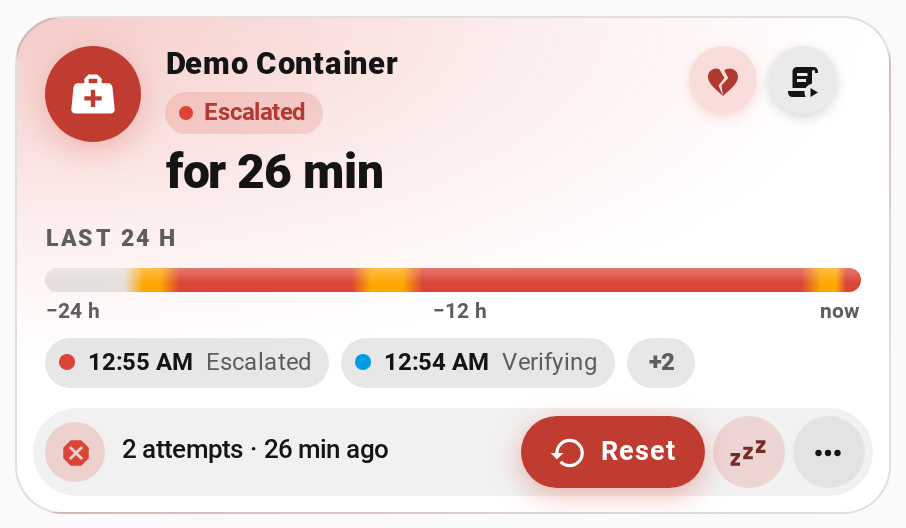 Demo Container
Escalated
for 26 min
LAST 24 H
−24 h −12 h now
12:55 AM Escalated 12:54 AM Verifying +2
2 attempts · 26 min ago Reset zzz